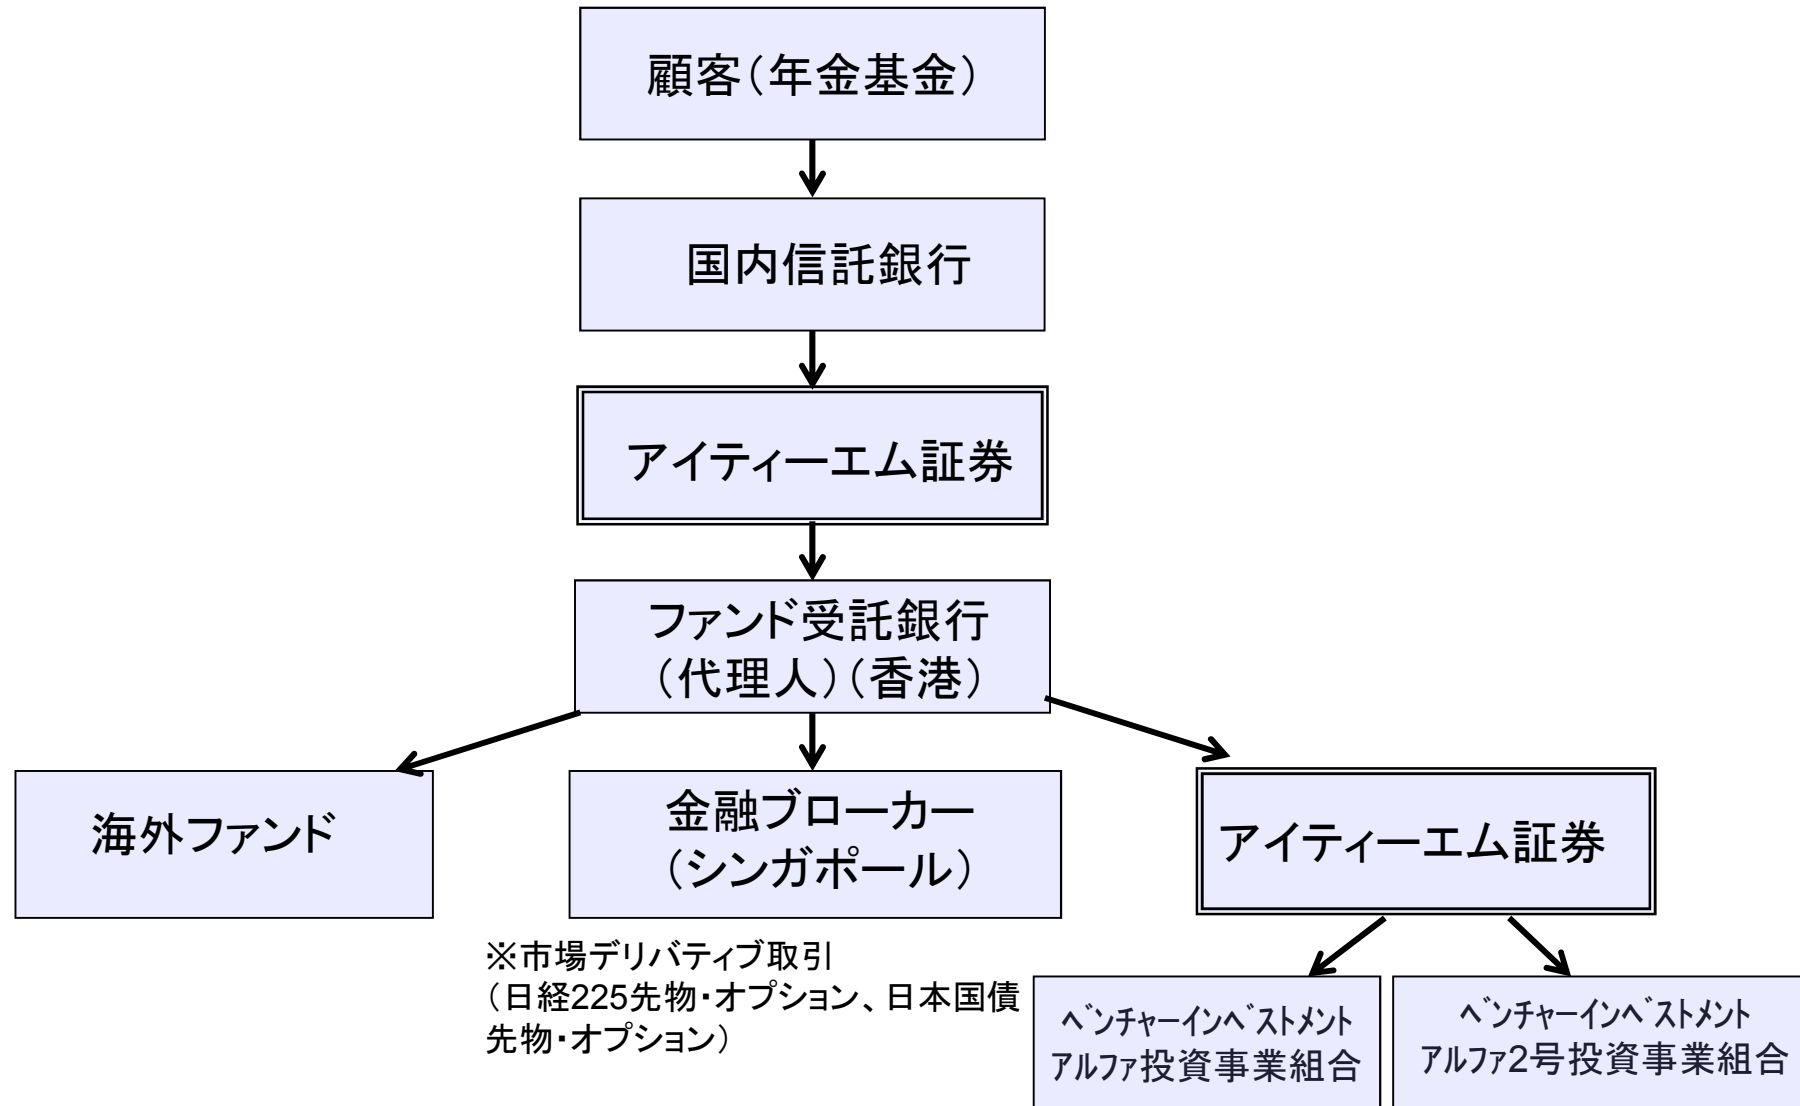 顧客（年金基金）
国内信託銀行
アイティーエム証券
ファンド受託銀行
（代理人）（香港）
海外ファンド
金融ブローカー
（シンガポール）
アイティーエム証券
※市場デリバティブ取引
（日経225先物・オプション、日本国債
先物・オプション）
ﾍﾞﾝﾁｬｰｲﾝﾍﾞｽﾄﾒﾝﾄ
ｱﾙﾌｧ投資事業組合
ﾍﾞﾝﾁｬｰｲﾝﾍﾞｽﾄﾒﾝﾄ
ｱﾙﾌｧ2号投資事業組合